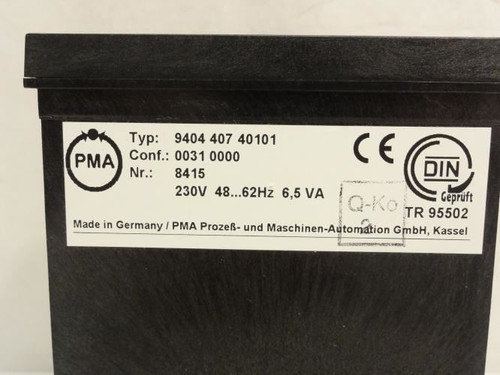 PMA
Typ: 9404 407 40101
Conf.: 0031 0000
Nr.: 8415
230V 48...62Hz 6,5 VA
CE
DIN
Geprüft
TR 95502
Q-Ko
Made in Germany / PMA Prozeß- und Maschinen-Automation GmbH, Kassel